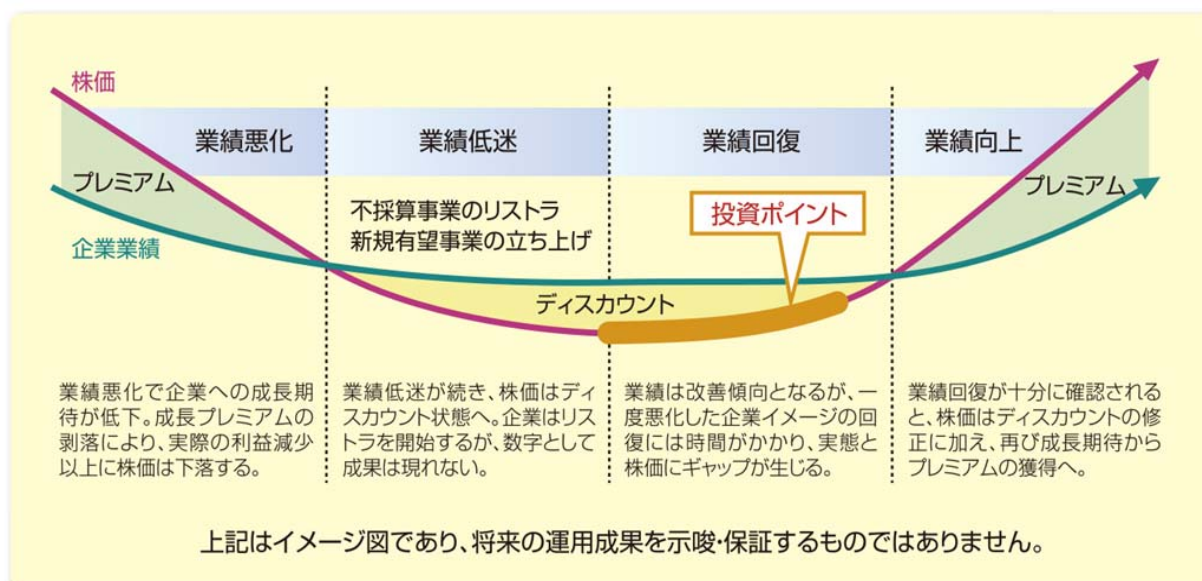 株価
業績悪化
業績低迷
業績回復
業績向上
プレミアム
プレミアム
企業業績
不採算事業のリストラ
新規有望事業の立ち上げ
投資ポイント
ディスカウント
業績悪化で企業への成長期
待が低下。成長プレミアムの
剥落により、実際の利益減少
以上に株価は下落する。
業績低迷が続き、株価はディ
スカウント状態へ。企業はリス
トラを開始するが、数字として
成果は現れない。
業績は改善傾向となるが、一
度悪化した企業イメージの回
復には時間がかかり、実態と
株価にギャップが生じる。
業績回復が十分に確認される
と、株価はディスカウントの修
正に加え、再び成長期待から
プレミアムの獲得へ。
上記はイメージ図であり、将来の運用成果を示唆・保証するものではありません。